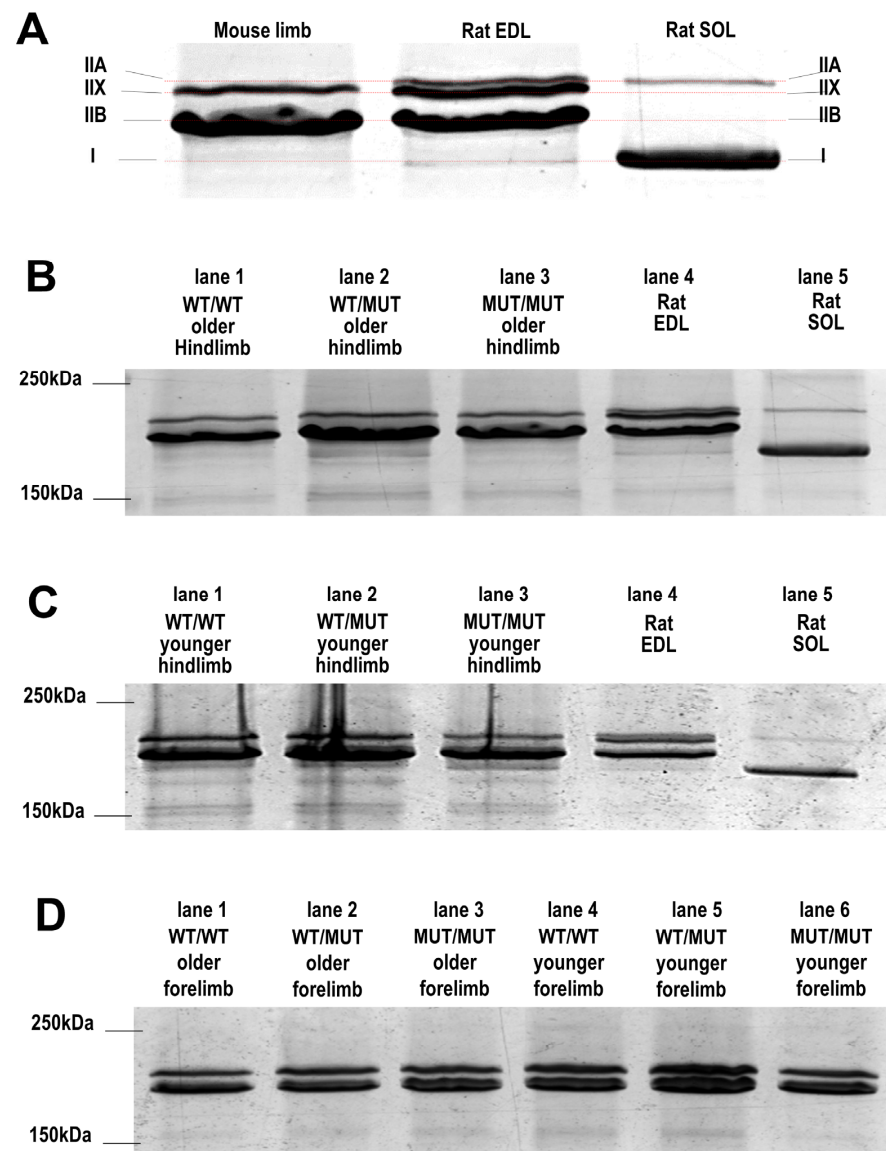 A
Mouse limb Rat EDL Rat SOL
IIA IIA
IIX IIX
IIB IIB
I I
B
lane 1 lane 2 lane 3 lane 4 lane 5
WT/WT WT/MUT MUT/MUT Rat Rat
older older older EDL SOL
Hindlimb hindlimb hindlimb
250kDa
150kDa
C
lane 1 lane 2 lane 3 lane 4 lane 5
WT/WT WT/MUT MUT/MUT Rat Rat
younger younger younger EDL SOL
hindlimb hindlimb hindlimb
250kDa
150kDa
D
lane 1 lane 2 lane 3 lane 4 lane 5 lane 6
WT/WT WT/MUT MUT/MUT WT/WT WT/MUT MUT/MUT
older older older younger younger younger
forelimb forelimb forelimb forelimb forelimb forelimb
250kDa
150kDa